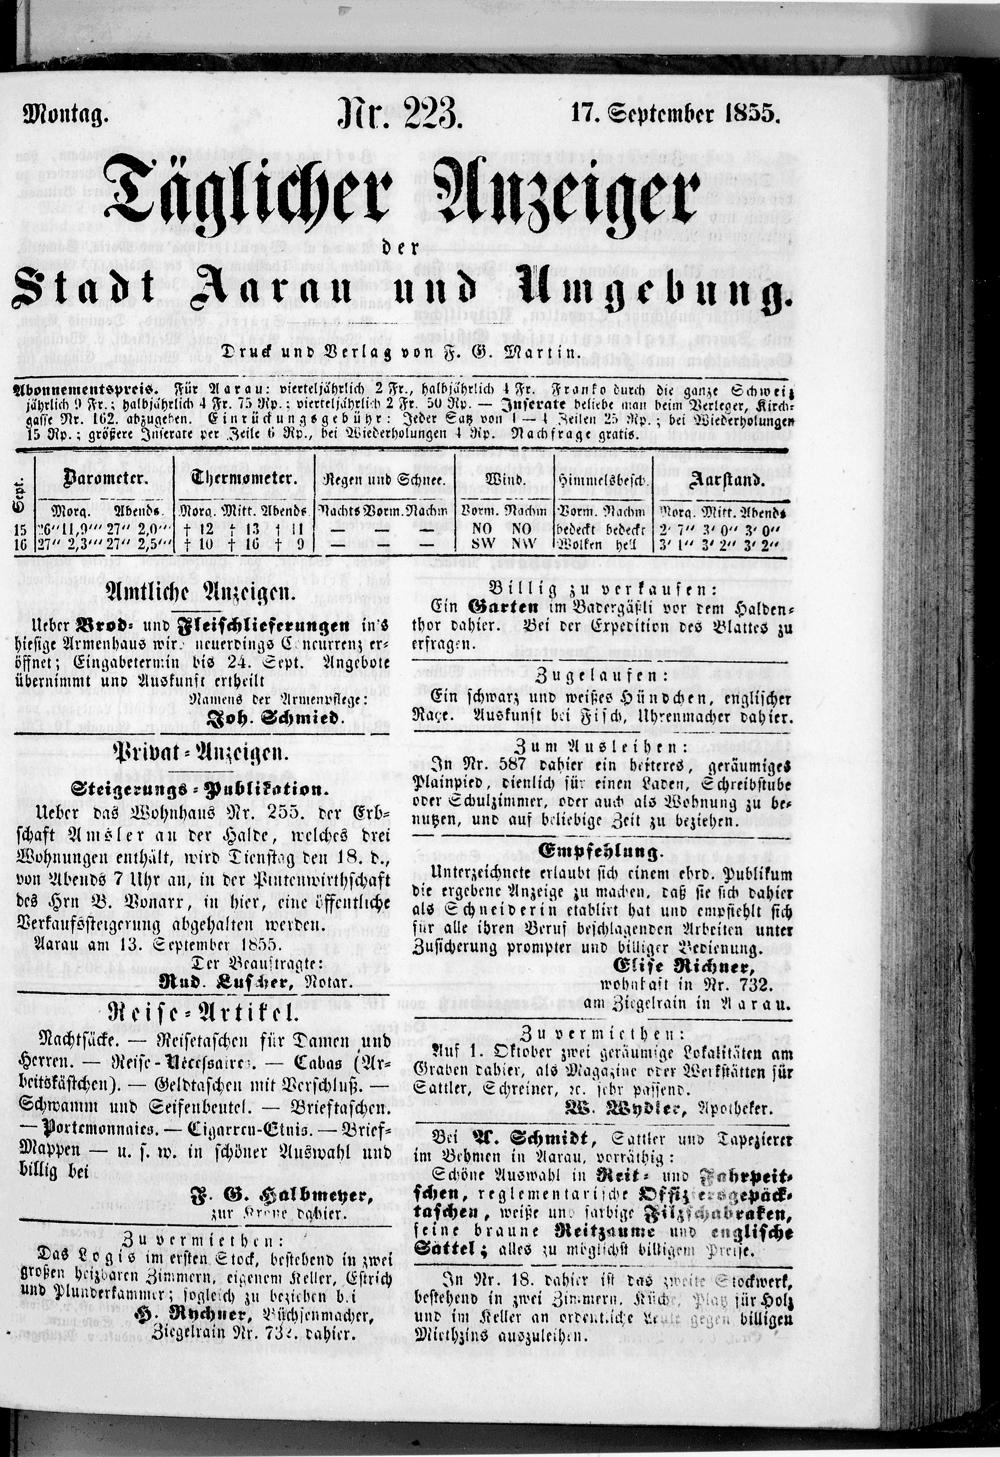 Montag.
Nr. 223.
17. September 1855.
Täglicher Anzeiger
der
Stadt Aarau und Umgebung.
Druck und Verlag von F. G. Martin.
Abonnementspreis. Für Aarau: vierteljährlich 2 Fr., halbjährlich 4 Fr. Franko durch die ganze Schweiz
jährlich 9 Fr.; halbjährlich 4 Fr. 75 Rp.; vierteljährlich 2 Fr. 50 Rp. — Inserate beliebe man beim Verleger, Kirch-
gasse Nr. 162. abzugeben. Einrückungsgebühr: Jeder Satz von 1—4 Zeilen 25 Rp.; bei Wiederholungen
15 Rp.; größere Inserate per Zeile 6 Rp., bei Wiederholungen 4 Rp. Nachfrage gratis.
Sept. Barometer. Thermometer. Regen und Schnee. Wind. Himmelsbesch. Aarstand.
Morg. Abends. Morg. Mitt. Abends Nachts Vorm. Nachm Vorm. Nachm Vorm. Nachm Morg. Mitt. Abends
15 26" 11,9"' 27" 2,0"' † 12 † 13 † 11 — — — NO NO bedeckt bedeckt 2' 7" 3' 0" 3' 0"
16 27" 2,3"' 27" 2,5"' † 10 † 16 † 9 — — — SW NW Wolken hell 3' 1" 3' 2" 3' 2"
Amtliche Anzeigen.
Ueber Brod- und Fleischlieferungen in's
hiesige Armenhaus wird neuerdings Concurrenz er-
öffnet; Eingabetermin bis 24. Sept. Angebote
übernimmt und Auskunft ertheilt
Namens der Armenpflege:
Joh. Schmied.
Privat-Anzeigen.
Steigerungs-Publikation.
Ueber das Wohnhaus Nr. 255. der Erb-
schaft Amsler an der Halde, welches drei
Wohnungen enthält, wird Dienstag den 18. d.,
von Abends 7 Uhr an, in der Pintenwirthschaft
des Hrn B. Vonarx, in hier, eine öffentliche
Verkaufssteigerung abgehalten werden.
Aarau am 13. September 1855.
Der Beauftragte:
Rud. Luscher, Notar.
Reise-Artikel.
Nachtsäcke. — Reisetaschen für Damen und
Herren. — Reise-Nécessaires. — Cabas (Ar-
beitskästchen). — Geldtaschen mit Verschluß. —
Schwamm und Seifenbeutel. — Brieftaschen.
— Portemonnaies. — Cigarren-Etuis. — Brief-
Mappen — u. s. w. in schöner Auswahl und
billig bei
F. G. Halbmeyer,
zur Krone dahier.
Zu vermiethen:
Das Logis im ersten Stock, bestehend in zwei
großen heizbaren Zimmern, eigenem Keller, Estrich
und Plunderkammer; sogleich zu beziehen bei
H. Rychner, Büchsenmacher,
Ziegelrain Nr. 732. dahier.
Billig zu verkaufen:
Ein Garten im Badergäßli vor dem Halden-
thor dahier. Bei der Expedition des Blattes zu
erfragen.
Zugelaufen:
Ein schwarz und weißes Hündchen, englischer
Race. Auskunft bei Fisch, Uhrenmacher dahier.
Zum Ausleihen:
In Nr. 587 dahier ein heiteres, geräumiges
Plainpied, dienlich für einen Laden, Schreibstube
oder Schulzimmer, oder auch als Wohnung zu be-
nutzen, und auf beliebige Zeit zu beziehen.
Empfehlung.
Unterzeichnete erlaubt sich einem ehrd. Publikum
die ergebene Anzeige zu machen, daß sie sich dahier
als Schneiderin etablirt hat und empfiehlt sich
für alle ihren Beruf beschlagenden Arbeiten unter
Zusicherung prompter und billiger Bedienung.
Elise Richner,
wohnhaft in Nr. 732.
am Ziegelrain in Aarau.
Zu vermiethen:
Auf 1. Oktober zwei geräumige Lokalitäten am
Graben dahier, als Magazine oder Werkstätten für
Sattler, Schreiner, ꝛc. sehr passend.
W. Wydler, Apotheker.
Bei A. Schmidt, Sattler und Tapezierer
im Behmen in Aarau, vorräthig:
Schöne Auswahl in Reit- und Fahrpeit-
schen, reglementarische Offiziersgepäck-
taschen, weiße und farbige Filzschabraken,
feine braune Reitzaume und englische
Sättel; alles zu möglichst billigem Preise.
In Nr. 18. dahier ist das zweite Stockwerk,
bestehend in zwei Zimmern, Küche, Platz für Holz
und im Keller an ordentliche Leute gegen billigen
Miethzins auszuleihen.